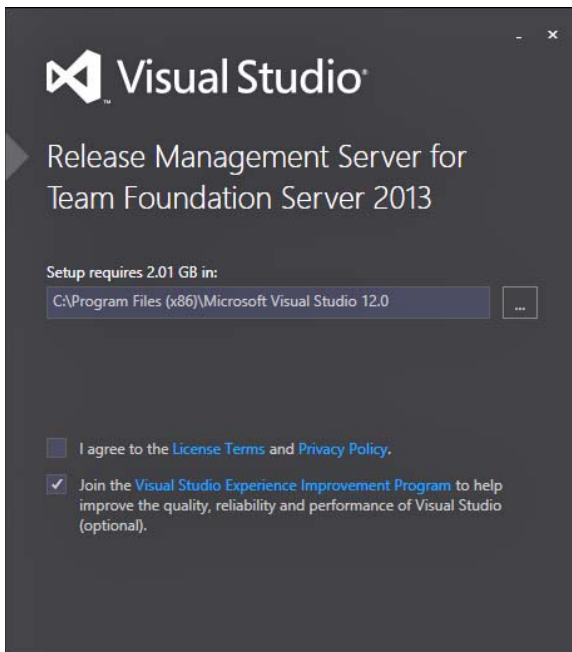 Visual Studio®
™
Release Management Server for
Team Foundation Server 2013
Setup requires 2.01 GB in:
C:\Program Files (x86)\Microsoft Visual Studio 12.0
...
I agree to the License Terms and Privacy Policy.
Join the Visual Studio Experience Improvement Program to help
improve the quality, reliability and performance of Visual Studio
(optional).